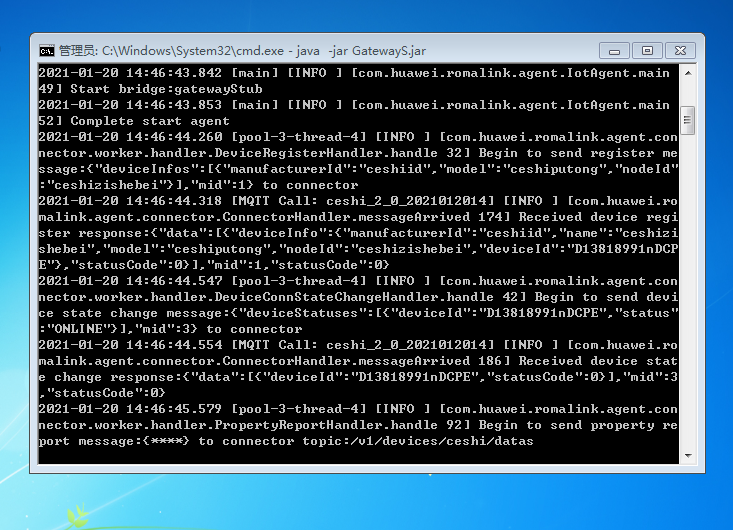 管理员: C:\Windows\System32\cmd.exe - java  -jar GatewayS.jar
2021-01-20 14:46:43.842 [main] [INFO ] [com.huawei.romalink.agent.IotAgent.main
49] Start bridge:gatewayStub
2021-01-20 14:46:43.853 [main] [INFO ] [com.huawei.romalink.agent.IotAgent.main
52] Complete start agent
2021-01-20 14:46:44.260 [pool-3-thread-4] [INFO ] [com.huawei.romalink.agent.con
nector.worker.handler.DeviceRegisterHandler.handle 32] Begin to send register me
ssage:{"deviceInfos":[{"manufacturerId":"ceshiid","model":"ceshiputong","nodeId"
:"ceshizishebei"}],"mid":1} to connector
2021-01-20 14:46:44.318 [MQTT Call: ceshi_2_0_2021012014] [INFO ] [com.huawei.ro
malink.agent.connector.ConnectorHandler.messageArrived 174] Received device regi
ster response:{"data":[{"deviceInfo":{"manufacturerId":"ceshiid","name":"ceshizi
shebei","model":"ceshiputong","nodeId":"ceshizishebei","deviceId":"D13818991nDCP
E"},"statusCode":0}],"mid":1,"statusCode":0}
2021-01-20 14:46:44.547 [pool-3-thread-4] [INFO ] [com.huawei.romalink.agent.con
nector.worker.handler.DeviceConnStateChangeHandler.handle 42] Begin to send devi
ce state change message:{"deviceStatuses":[{"deviceId":"D13818991nDCPE","status"
:"ONLINE"}],"mid":3} to connector
2021-01-20 14:46:44.554 [MQTT Call: ceshi_2_0_2021012014] [INFO ] [com.huawei.ro
malink.agent.connector.ConnectorHandler.messageArrived 186] Received device stat
e change response:{"data":[{"deviceId":"D13818991nDCPE","statusCode":0}],"mid":3
,"statusCode":0}
2021-01-20 14:46:45.579 [pool-3-thread-4] [INFO ] [com.huawei.romalink.agent.con
nector.worker.handler.PropertyReportHandler.handle 92] Begin to send property re
port message:{****} to connector topic:/v1/devices/ceshi/datas